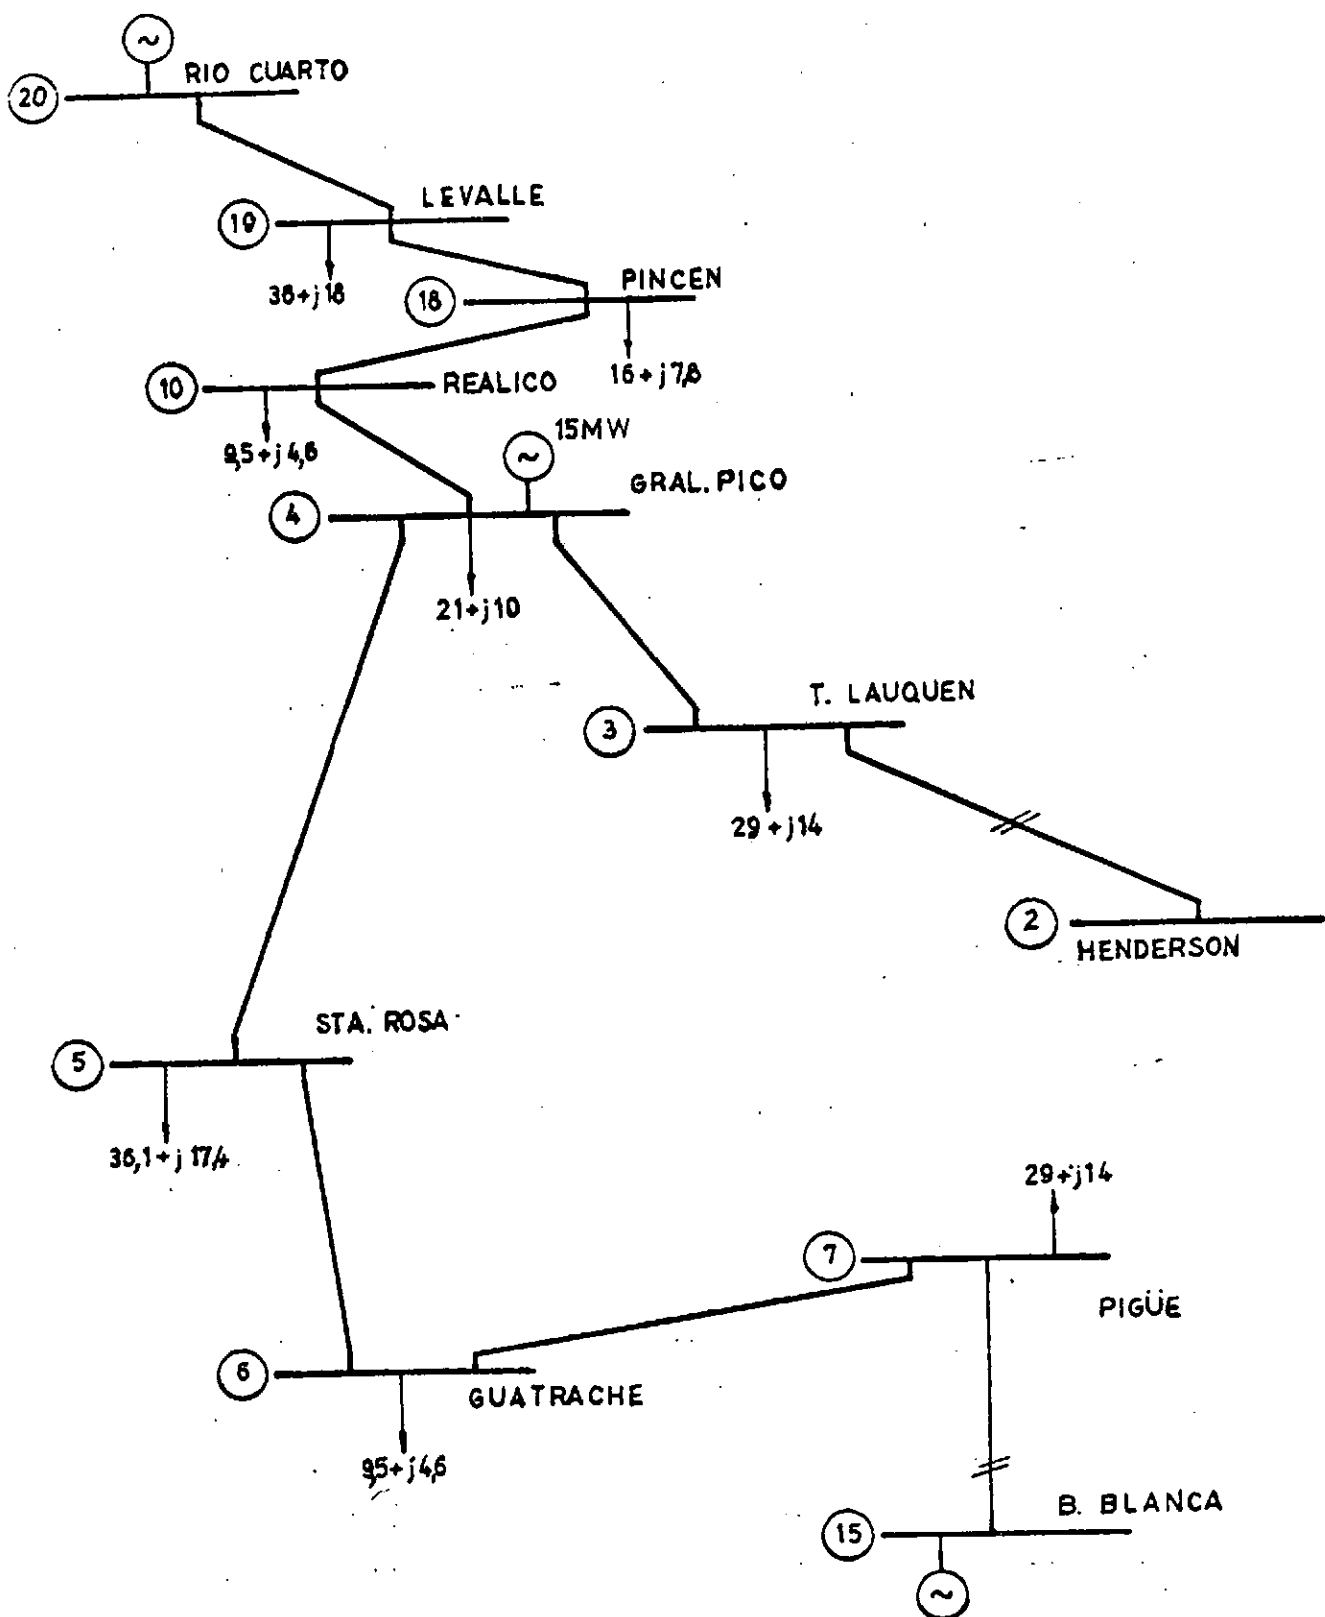 ~
20 RIO CUARTO
19 LEVALLE
38+j18
18 PINCEN
16+j7,8
10 REALICO
9,5+j4,6
~ 15MW
4 GRAL. PICO
21+j10
T. LAUQUEN
3
29+j14
2
HENDERSON
STA. ROSA
5
36,1+j17,4
29+j14
7
PIGÜE
6
GUATRACHE
9,5+j4,6
B. BLANCA
15
~